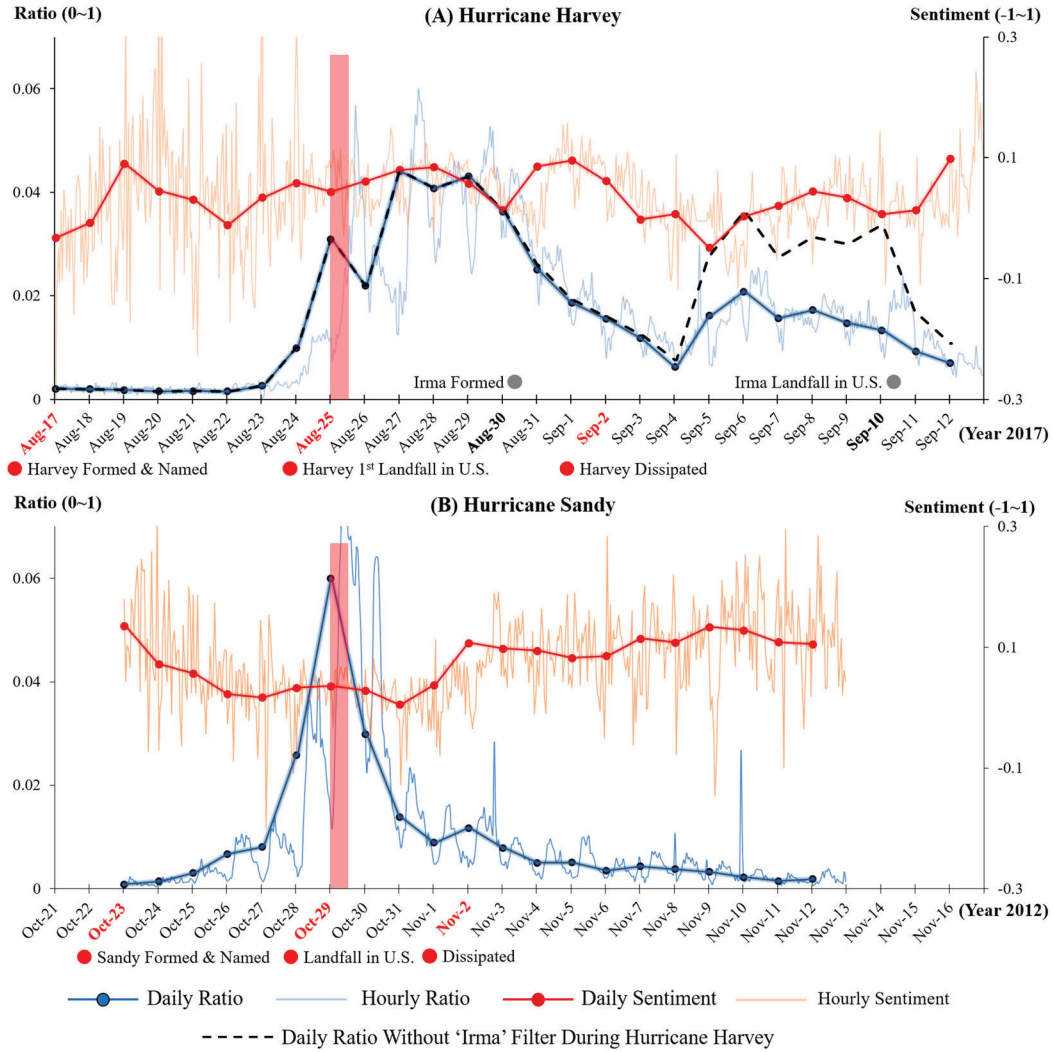 Ratio (0~1) (A) Hurricane Harvey Sentiment (-1~1)
0.3
0.06
0.1
0.04
-0.1
0.02
Irma Formed Irma Landfall in U.S.
0 -0.3
Aug-17 Aug-18 Aug-19 Aug-20 Aug-21 Aug-22 Aug-23 Aug-24 Aug-25 Aug-26 Aug-27 Aug-28 Aug-29 Aug-30 Aug-31 Sep-1 Sep-2 Sep-3 Sep-4 Sep-5 Sep-6 Sep-7 Sep-8 Sep-9 Sep-10 Sep-11 Sep-12 (Year 2017)
Harvey Formed & Named Harvey 1st Landfall in U.S. Harvey Dissipated
Ratio (0~1) (B) Hurricane Sandy Sentiment (-1~1)
0.3
0.06
0.1
0.04
-0.1
0.02
0 -0.3
Oct-21 Oct-22 Oct-23 Oct-24 Oct-25 Oct-26 Oct-27 Oct-28 Oct-29 Oct-30 Oct-31 Nov-1 Nov-2 Nov-3 Nov-4 Nov-5 Nov-6 Nov-7 Nov-8 Nov-9 Nov-10 Nov-11 Nov-12 Nov-13 Nov-14 Nov-15 Nov-16 (Year 2012)
Sandy Formed & Named Landfall in U.S. Dissipated
Daily Ratio Hourly Ratio Daily Sentiment Hourly Sentiment
Daily Ratio Without ‘Irma’ Filter During Hurricane Harvey